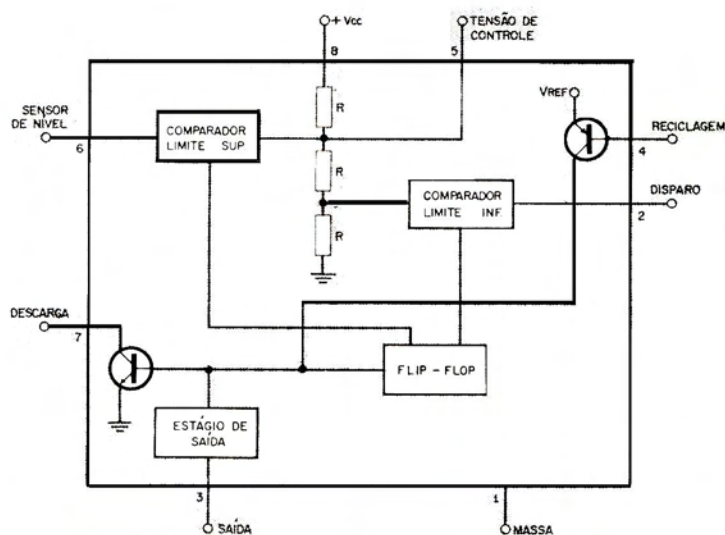 + Vcc
TENSÃO DE
CONTROLE
8
5
SENSOR
DE NÍVEL
6
COMPARADOR
LIMITE SUP
R
VREF
RECICLAGEM
4
R
COMPARADOR
LIMITE INF.
DISPARO
2
R
DESCARGA
7
FLIP - FLOP
ESTÁGIO DE
SAÍDA
3
1
SAÍDA
MASSA